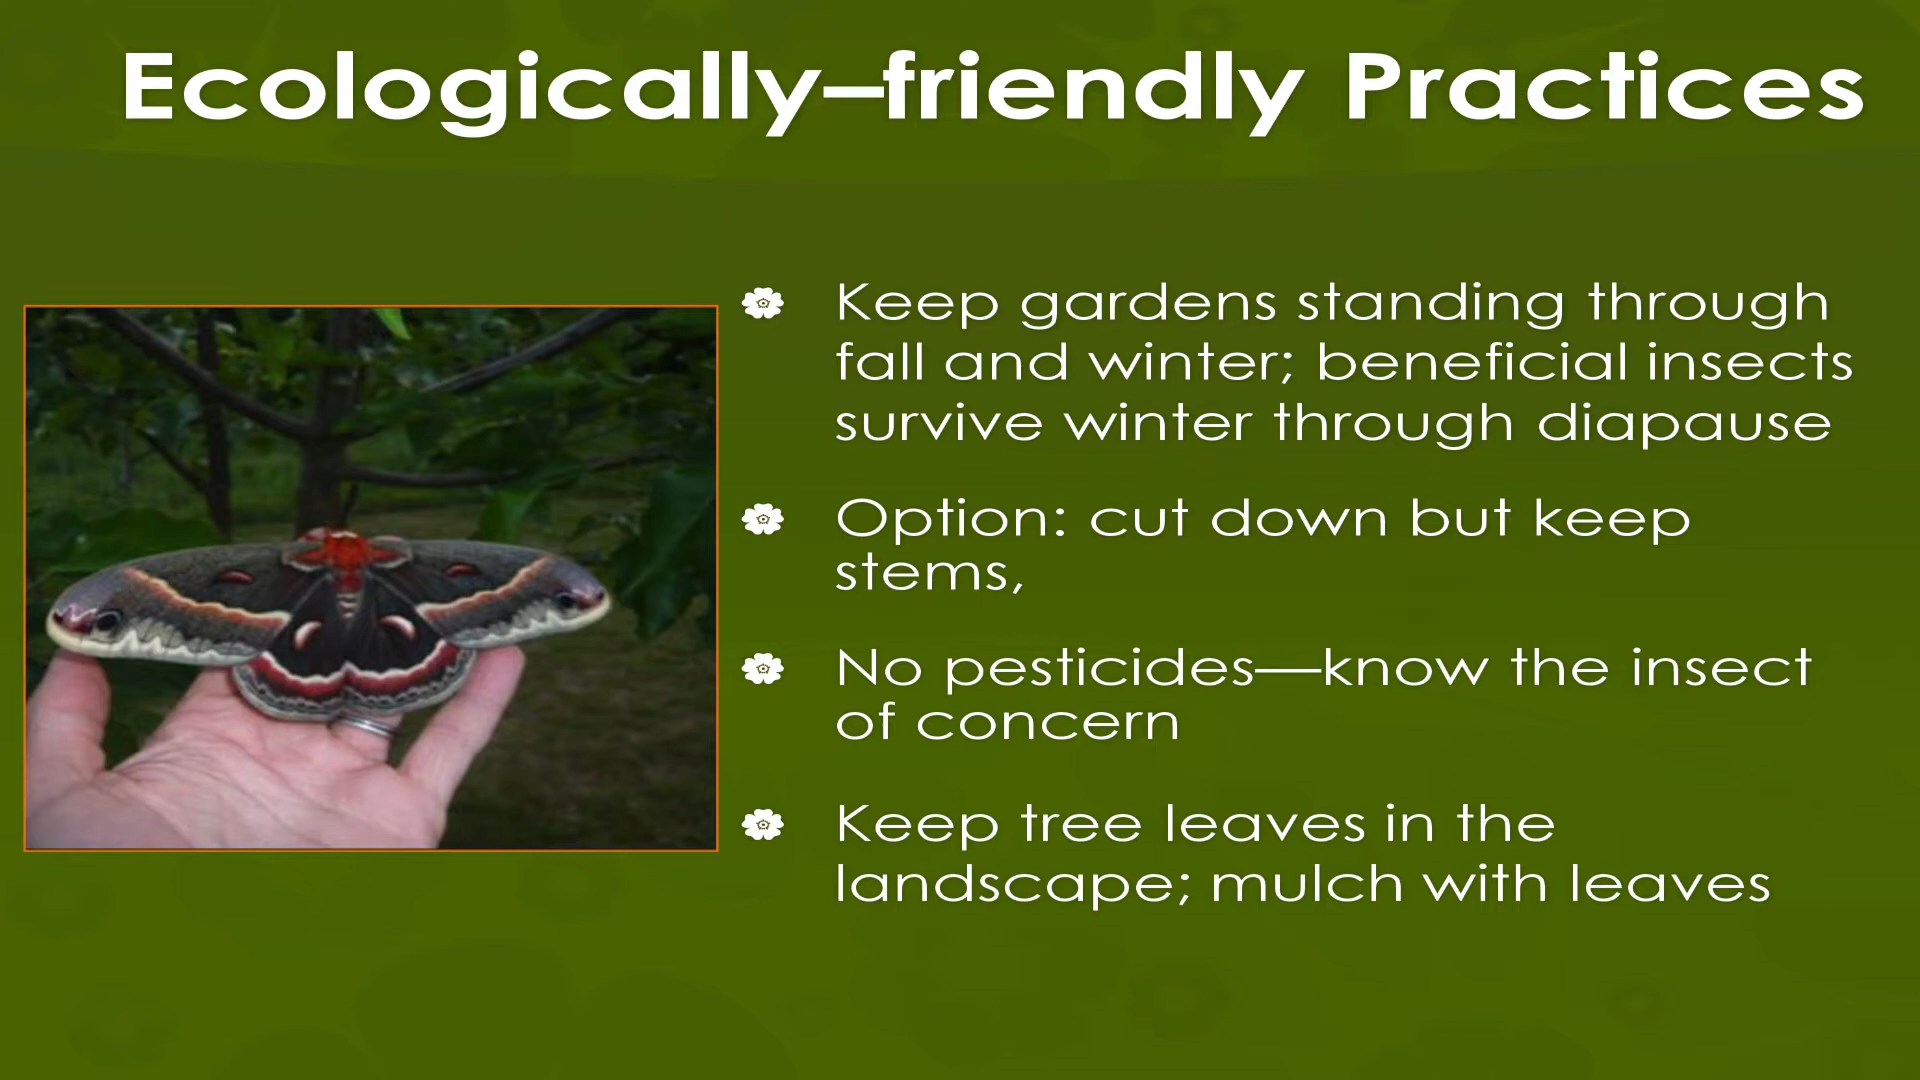 Ecologically–friendly Practices
Keep gardens standing through
fall and winter; beneficial insects
survive winter through diapause
Option: cut down but keep
stems,
No pesticides—know the insect
of concern
Keep tree leaves in the
landscape; mulch with leaves